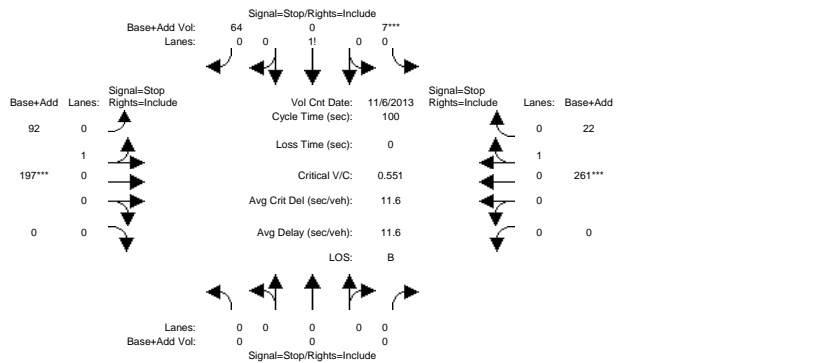 Signal=Stop/Rights=Include
Base+Add Vol: 64 0 7***
Lanes: 0 0 1! 0 0
Signal=Stop Signal=Stop
Base+Add Lanes: Rights=Include Vol Cnt Date: 11/6/2013 Rights=Include Lanes: Base+Add
Cycle Time (sec): 100
92 0 0 22
Loss Time (sec): 0
1 1
197*** 0 Critical V/C: 0.551 0 261***
0 Avg Crit Del (sec/veh): 11.6 0
0 0 Avg Delay (sec/veh): 11.6 0 0
LOS: B
Lanes: 0 0 0 0 0
Base+Add Vol: 0 0 0
Signal=Stop/Rights=Include